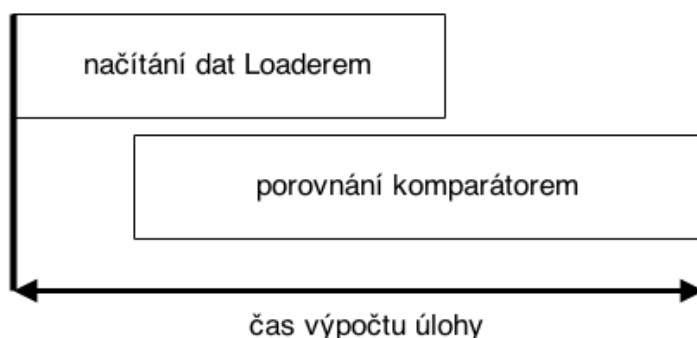 načítání dat Loaderem
porovnání komparátorem
čas výpočtu úlohy